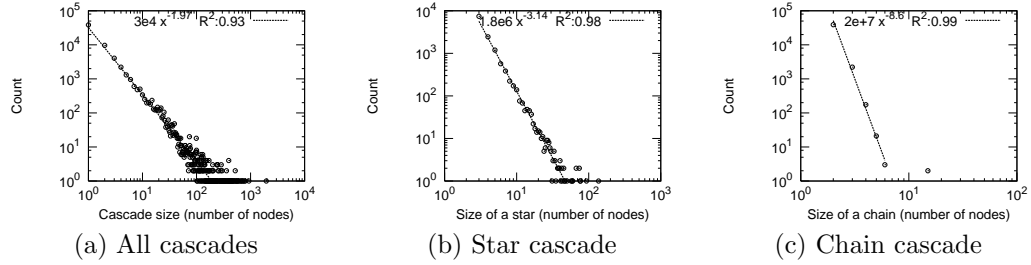 3e4 x^-1.97 R^2:0.93
Count
10^5
10^4
10^3
10^2
10^1
10^0
10^0 10^1 10^2 10^3 10^4
Cascade size (number of nodes)
(a) All cascades
1.8e6 x^-3.14 R^2:0.98
Count
10^4
10^3
10^2
10^1
10^0
10^0 10^1 10^2 10^3
Size of a star (number of nodes)
(b) Star cascade
2e+7 x^-8.6 R^2:0.99
Count
10^5
10^4
10^3
10^2
10^1
10^0
10^0 10^1 10^2
Size of a chain (number of nodes)
(c) Chain cascade